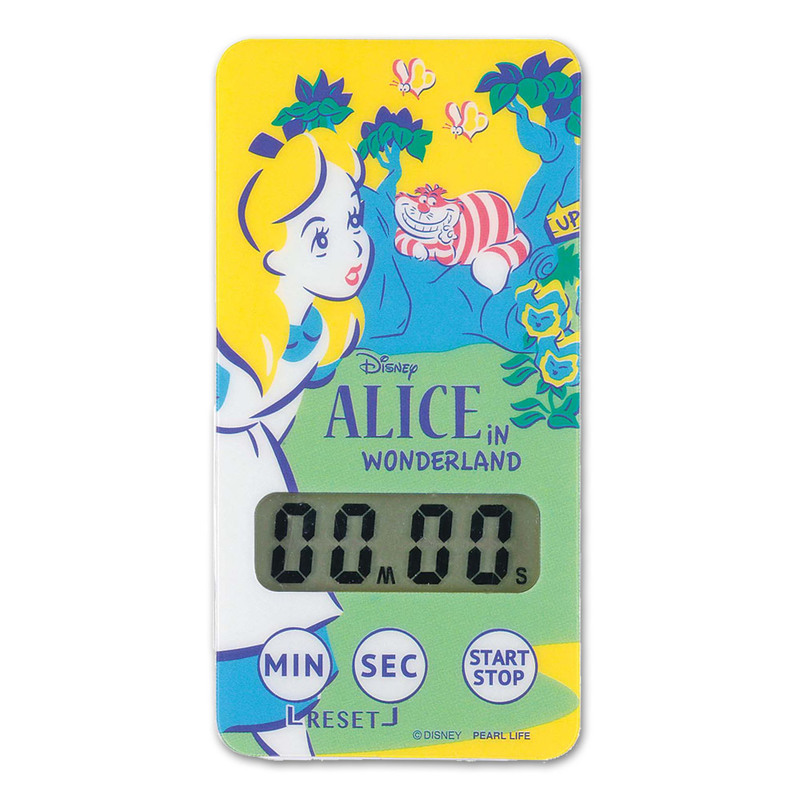 UP
Disney
ALICE IN
WONDERLAND
00M00S
MIN
SEC
START
STOP
RESET
©DISNEY PEARL LIFE